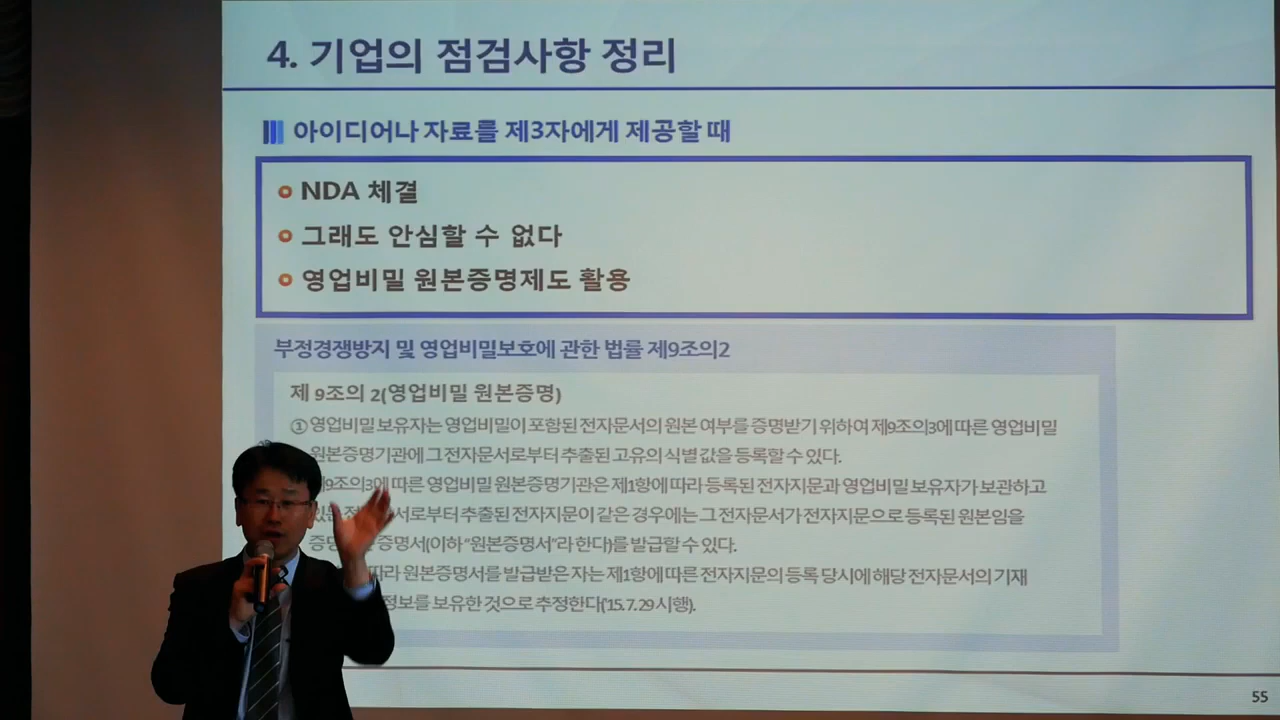 4. 기업의 점검사항 정리
아이디어나 자료를 제3자에게 제공할 때
NDA 체결
그래도 안심할 수 없다
영업비밀 원본증명제도 활용
부정경쟁방지 및 영업비밀보호에 관한 법률 제9조의2
제 9조의 2(영업비밀 원본증명)
① 영업비밀 보유자는 영업비밀이 포함된 전자문서의 원본 여부를 증명받기 위하여 제9조의3에 따른 영업비밀
원본증명기관에 그 전자문서로부터 추출된 고유의 식별값을 등록할 수 있다.
제9조의3에 따른 영업비밀 원본증명기관은 제1항에 따라 등록된 전자지문과 영업비밀 보유자가 보관하고
서로부터 추출된 전자지문이 같은 경우에는 그 전자문서가 전자지문으로 등록된 원본임을
증명서(이하 “원본증명서”라 한다)를 발급할 수 있다.
따라 원본증명서를 발급받은 자는 제1항에 따른 전자지문의 등록 당시에 해당 전자문서의 기재
정보를 보유한 것으로 추정한다('15.7.29 시행).
55